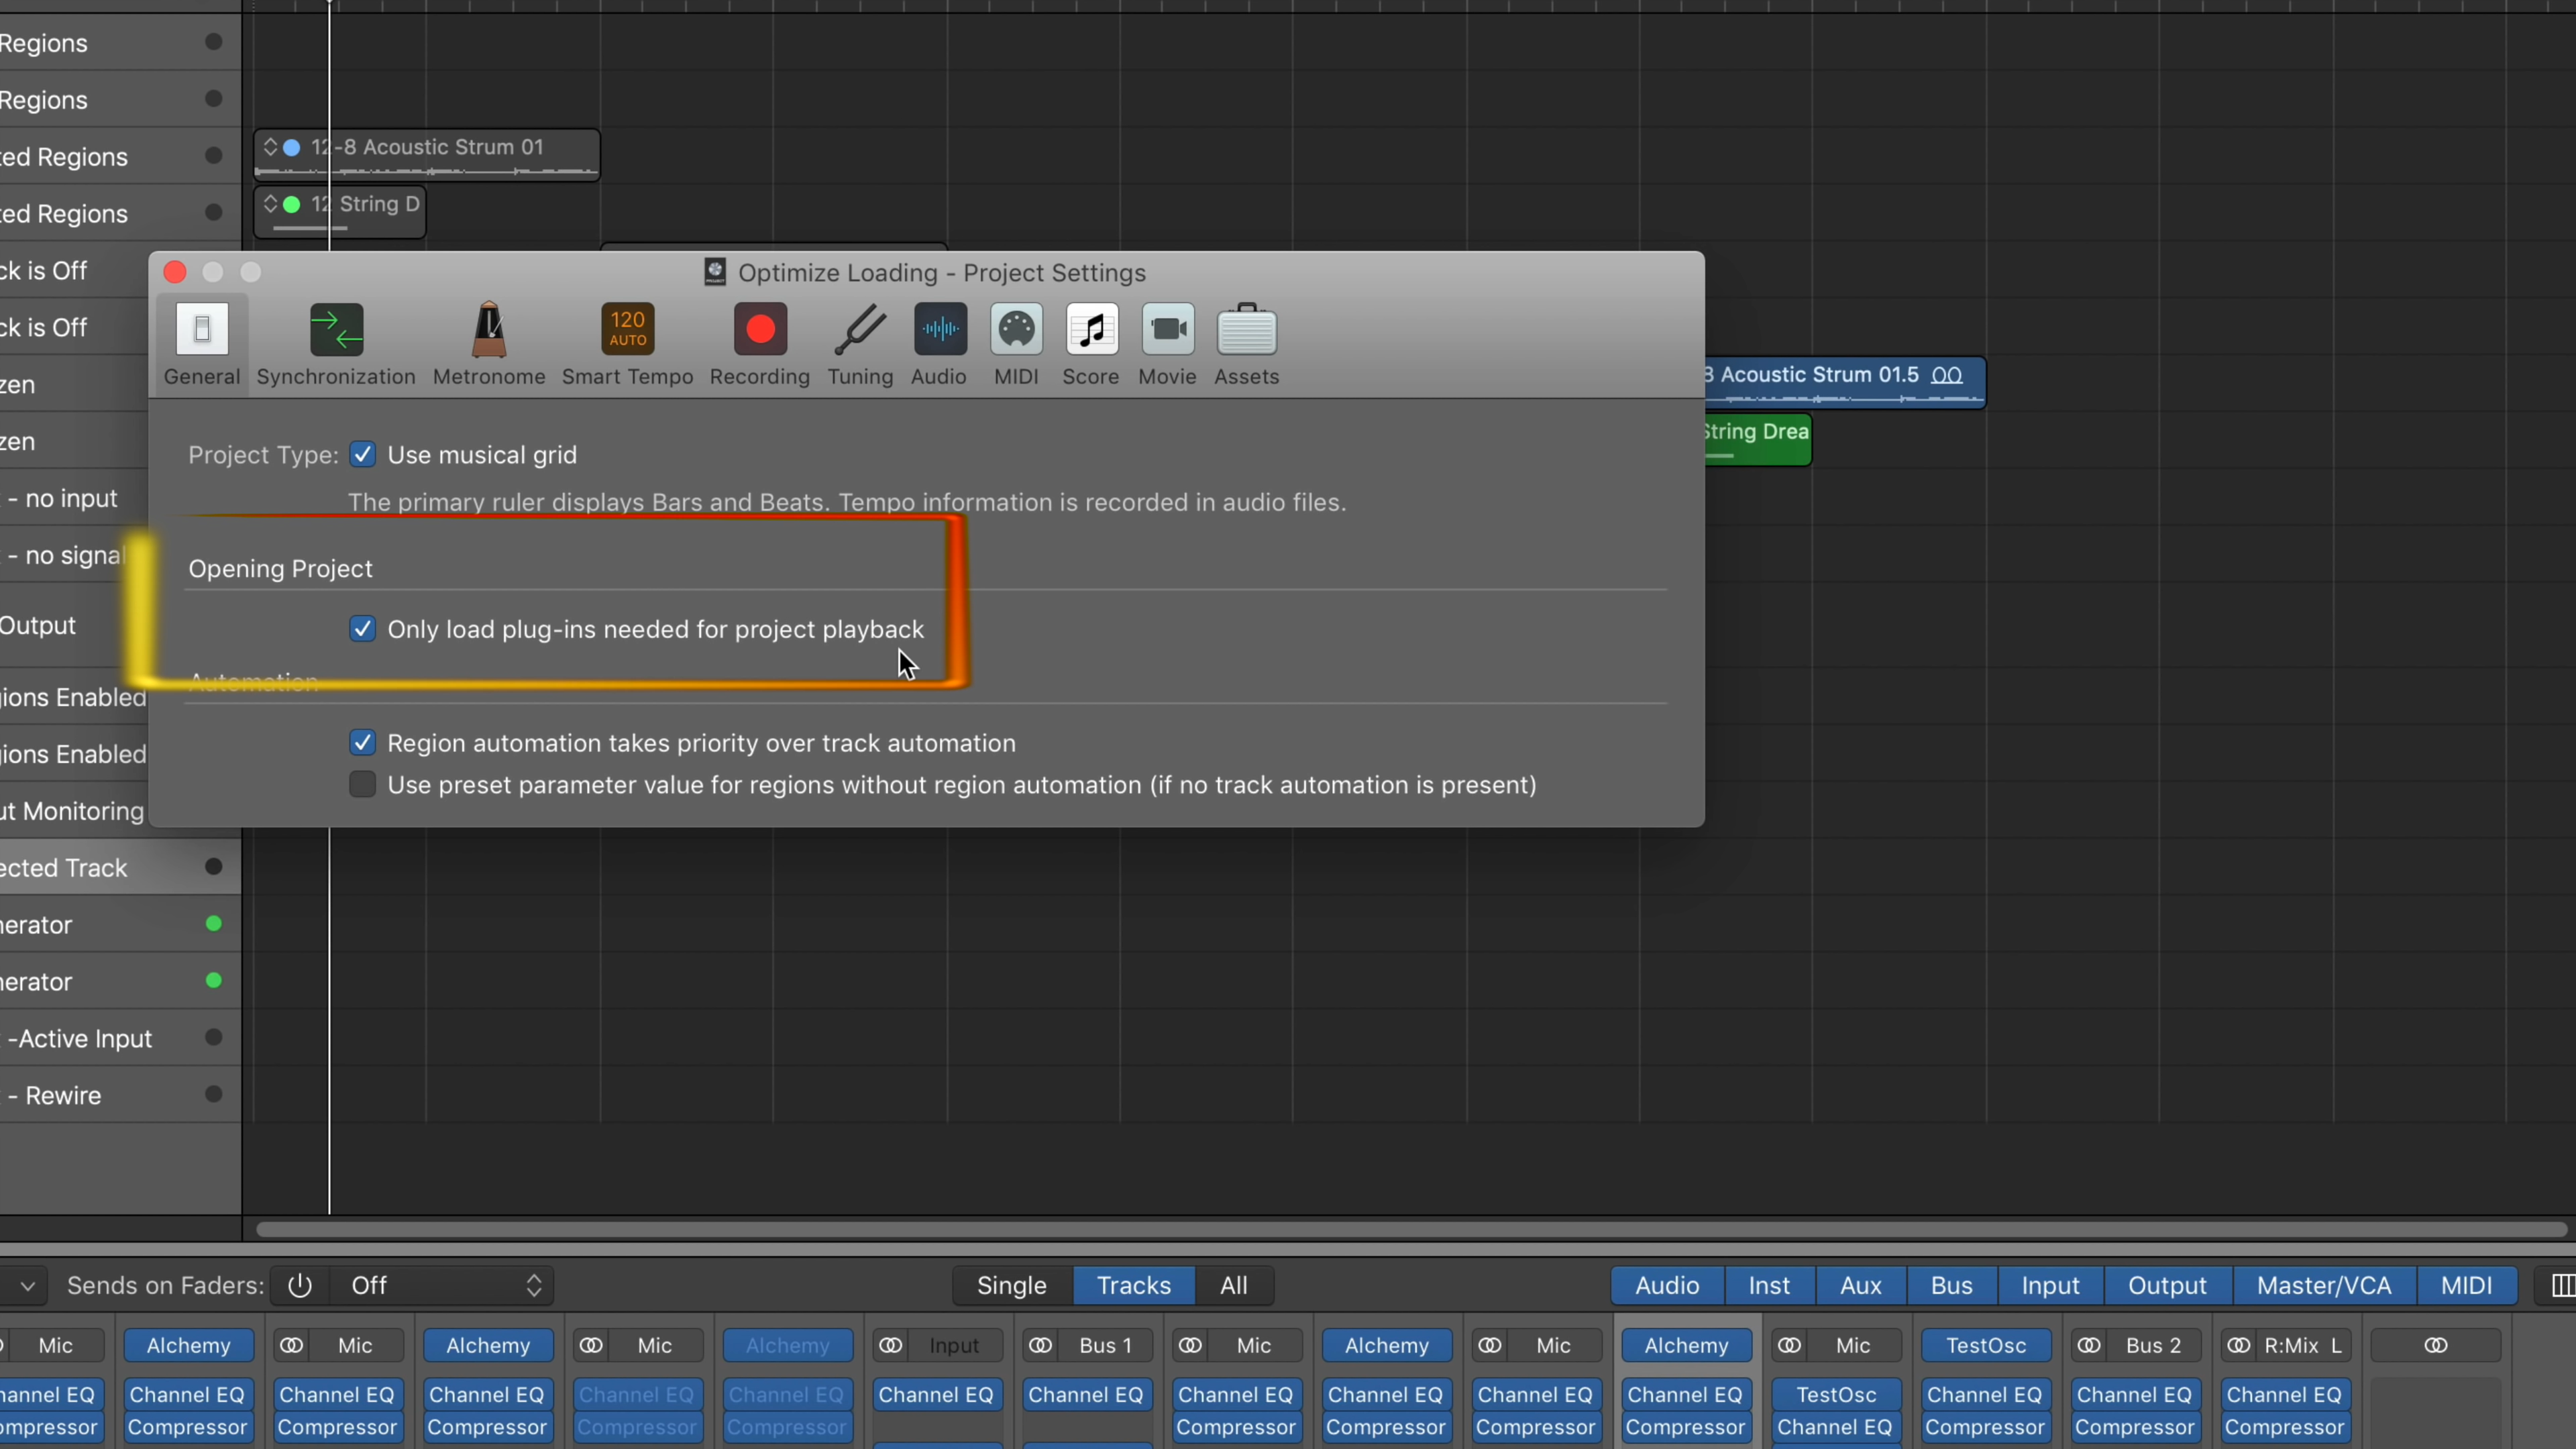 Regions
Regions
ted Regions
12-8 Acoustic Strum 01
ted Regions
12 String D
ck is Off
ck is Off
zen
zen
- no input
- no signal
Output
gions Enabled
gions Enabled
ut Monitoring
ected Track
nerator
nerator
-Active Input
- Rewire
8 Acoustic Strum 01.5
String Drea
Optimize Loading - Project Settings
120
AUTO
General Synchronization Metronome Smart Tempo Recording Tuning Audio MIDI Score Movie Assets
Project Type: Use musical grid
The primary ruler displays Bars and Beats. Tempo information is recorded in audio files.
Opening Project
Only load plug-ins needed for project playback
Automation
Region automation takes priority over track automation
Use preset parameter value for regions without region automation (if no track automation is present)
Sends on Faders: Off Single Tracks All Audio Inst Aux Bus Input Output Master/VCA MIDI
Mic Alchemy Mic Alchemy Mic Alchemy Input Bus 1 Mic Alchemy Mic Alchemy Mic TestOsc Bus 2 R:Mix L
hannel EQ Channel EQ Channel EQ Channel EQ Channel EQ Channel EQ Channel EQ Channel EQ Channel EQ Channel EQ Channel EQ Channel EQ TestOsc Channel EQ Channel EQ Channel EQ
ompressor Compressor Compressor Compressor Compressor Compressor Compressor Compressor Compressor Compressor Channel EQ Compressor Compressor Compressor